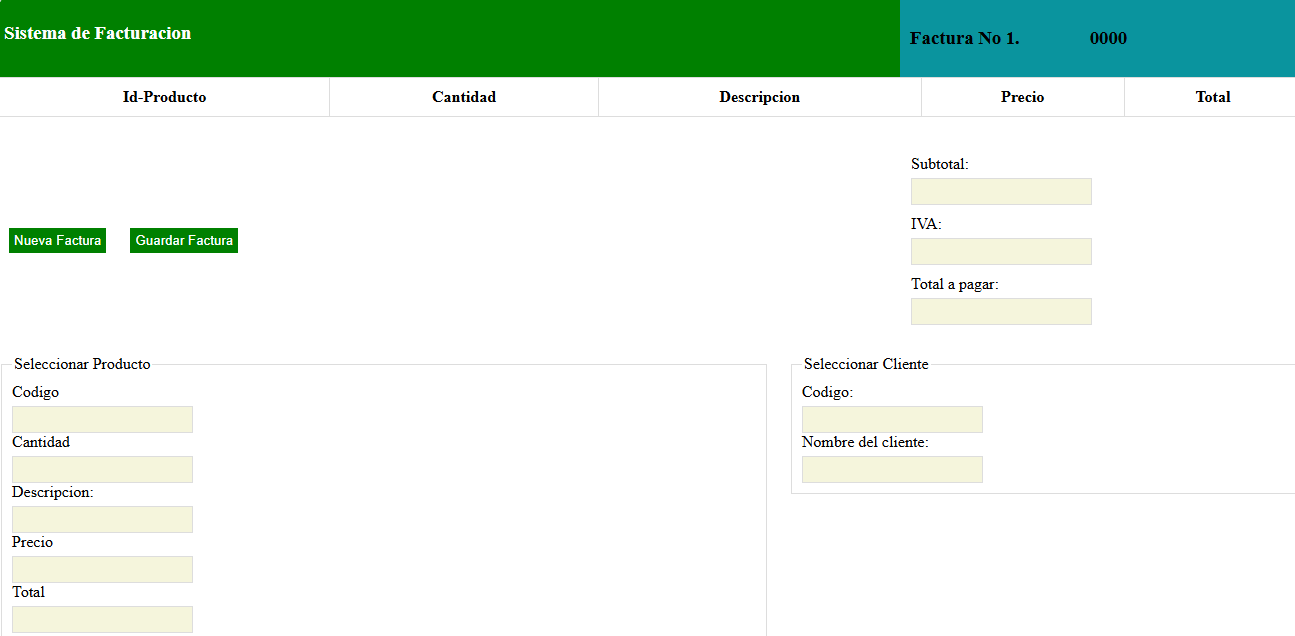 Sistema de Facturacion
Factura No 1. 0000
Id-Producto Cantidad Descripcion Precio Total
Subtotal:
IVA:
Nueva Factura Guardar Factura
Total a pagar:
Seleccionar Producto
Codigo
Cantidad
Descripcion:
Precio
Total
Seleccionar Cliente
Codigo:
Nombre del cliente: